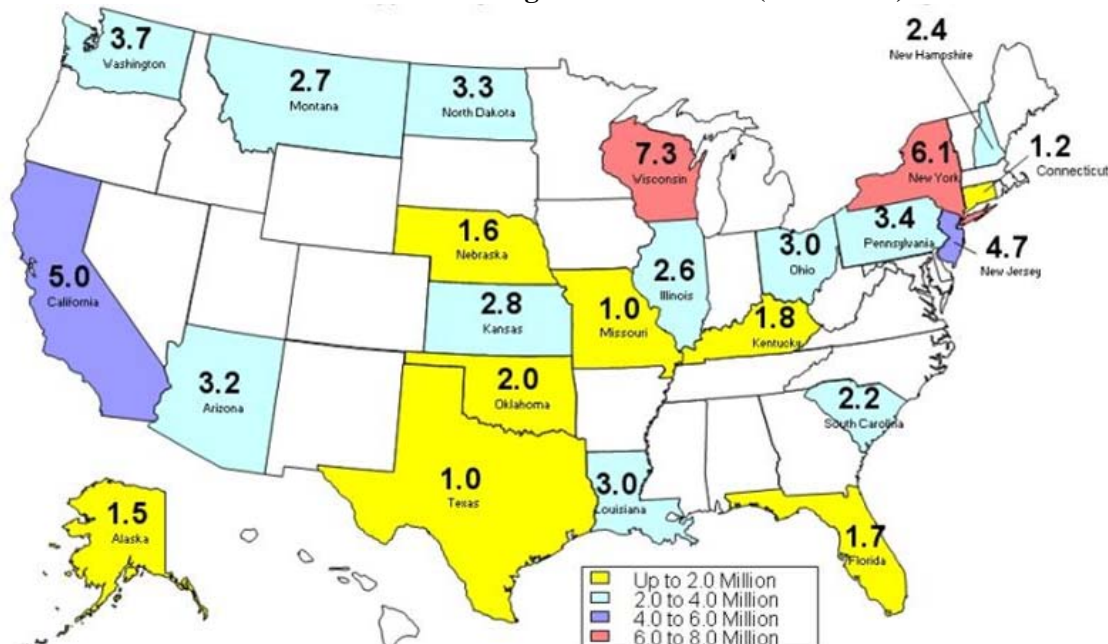 3.7
Washington
2.7
Montana
3.3
North Dakota
7.3
Wisconsin
2.4
New Hampshire
6.1
New York
1.2
Connecticut
5.0
California
1.6
Nebraska
2.6
Illinois
3.0
Ohio
3.4
Pennsylvania
4.7
New Jersey
2.8
Kansas
1.0
Missouri
1.8
Kentucky
3.2
Arizona
2.0
Oklahoma
2.2
South Carolina
1.0
Texas
3.0
Louisiana
1.7
Florida
1.5
Alaska
Up to 2.0 Million
2.0 to 4.0 Million
4.0 to 6.0 Million
6.0 to 8.0 Million